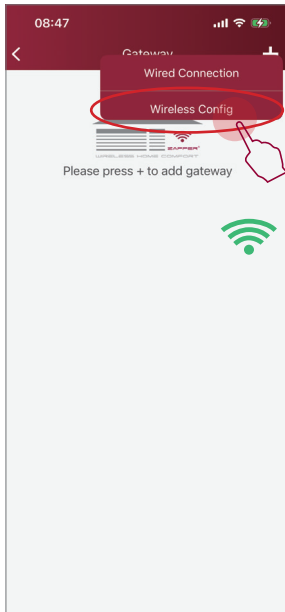 08:47
Gateway
Wired Connection
Wireless Config
ZAPPER®
WIRELESS HOME COMFORT
Please press + to add gateway